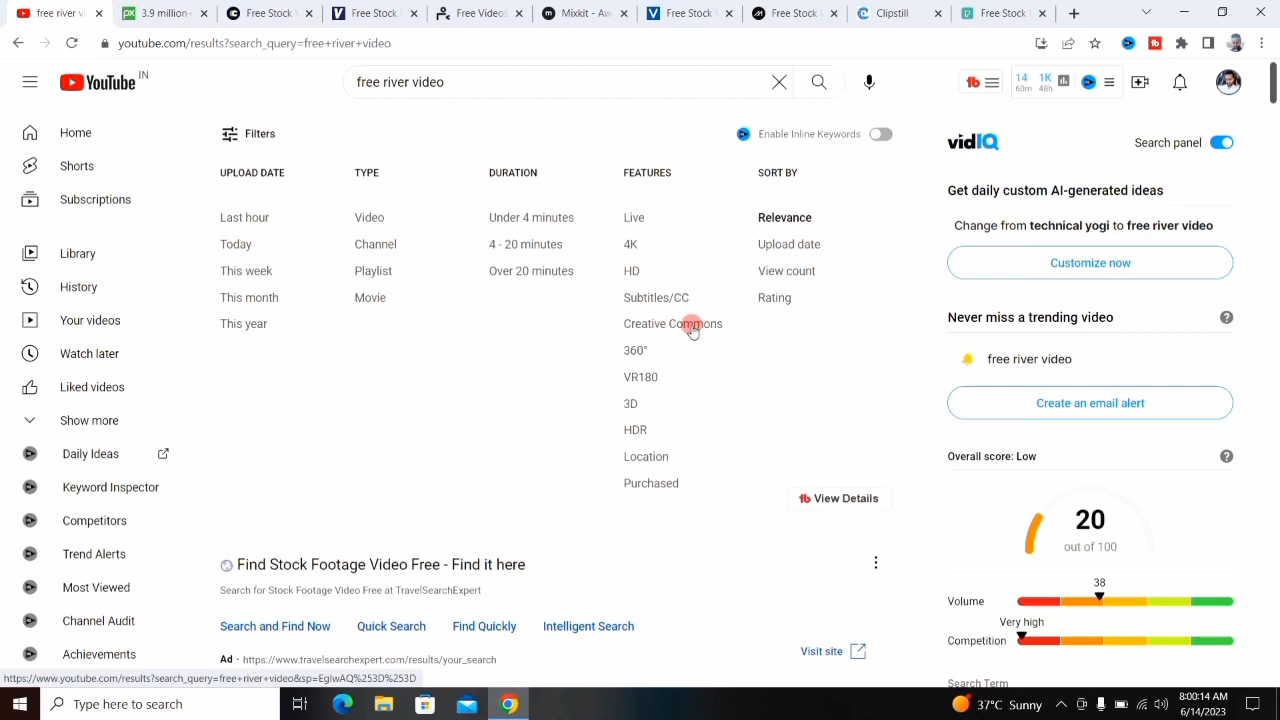 free river vi
3.9 million+
Free Stock V
Free Stock F
Free Videos
Mixkit - Awe
Free Stock V
Free Stock
Clipstill
Free Stock
youtube.com/results?search_query=free+river+video
YouTube IN
free river video
14 1K
60m 48h
Home
Shorts
Subscriptions
Library
History
Your videos
Watch later
Liked videos
Show more
Daily Ideas
Keyword Inspector
Competitors
Trend Alerts
Most Viewed
Channel Audit
Achievements
Filters
Enable Inline Keywords
UPLOAD DATE
Last hour
Today
This week
This month
This year
TYPE
Video
Channel
Playlist
Movie
DURATION
Under 4 minutes
4 - 20 minutes
Over 20 minutes
FEATURES
Live
4K
HD
Subtitles/CC
Creative Commons
360°
VR180
3D
HDR
Location
Purchased
SORT BY
Relevance
Upload date
View count
Rating
tb View Details
Find Stock Footage Video Free - Find it here
Search for Stock Footage Video Free at TravelSearchExpert
Search and Find Now Quick Search Find Quickly Intelligent Search
Ad · https://www.travelsearchexpert.com/results/your_search
Visit site
vidIQ
Search panel
Get daily custom AI-generated ideas
Change from technical yogi to free river video
Customize now
Never miss a trending video
free river video
Create an email alert
Overall score: Low
20
out of 100
38
Volume
Very high
Competition
Search Term
https://www.youtube.com/results?search_query=free+river+video&sp=EgIwAQ%253D%253D
Type here to search
37°C Sunny
8:00:14 AM
6/14/2023